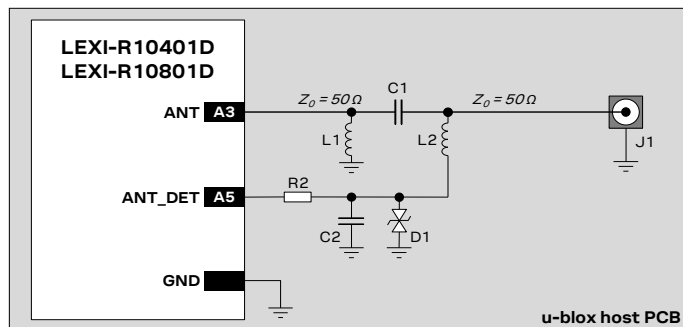 LEXI-R10401D
LEXI-R10801D
ANT A3
Z₀ = 50 Ω
C1
Z₀ = 50 Ω
L1
L2
J1
ANT_DET A5
R2
C2
D1
GND
u-blox host PCB